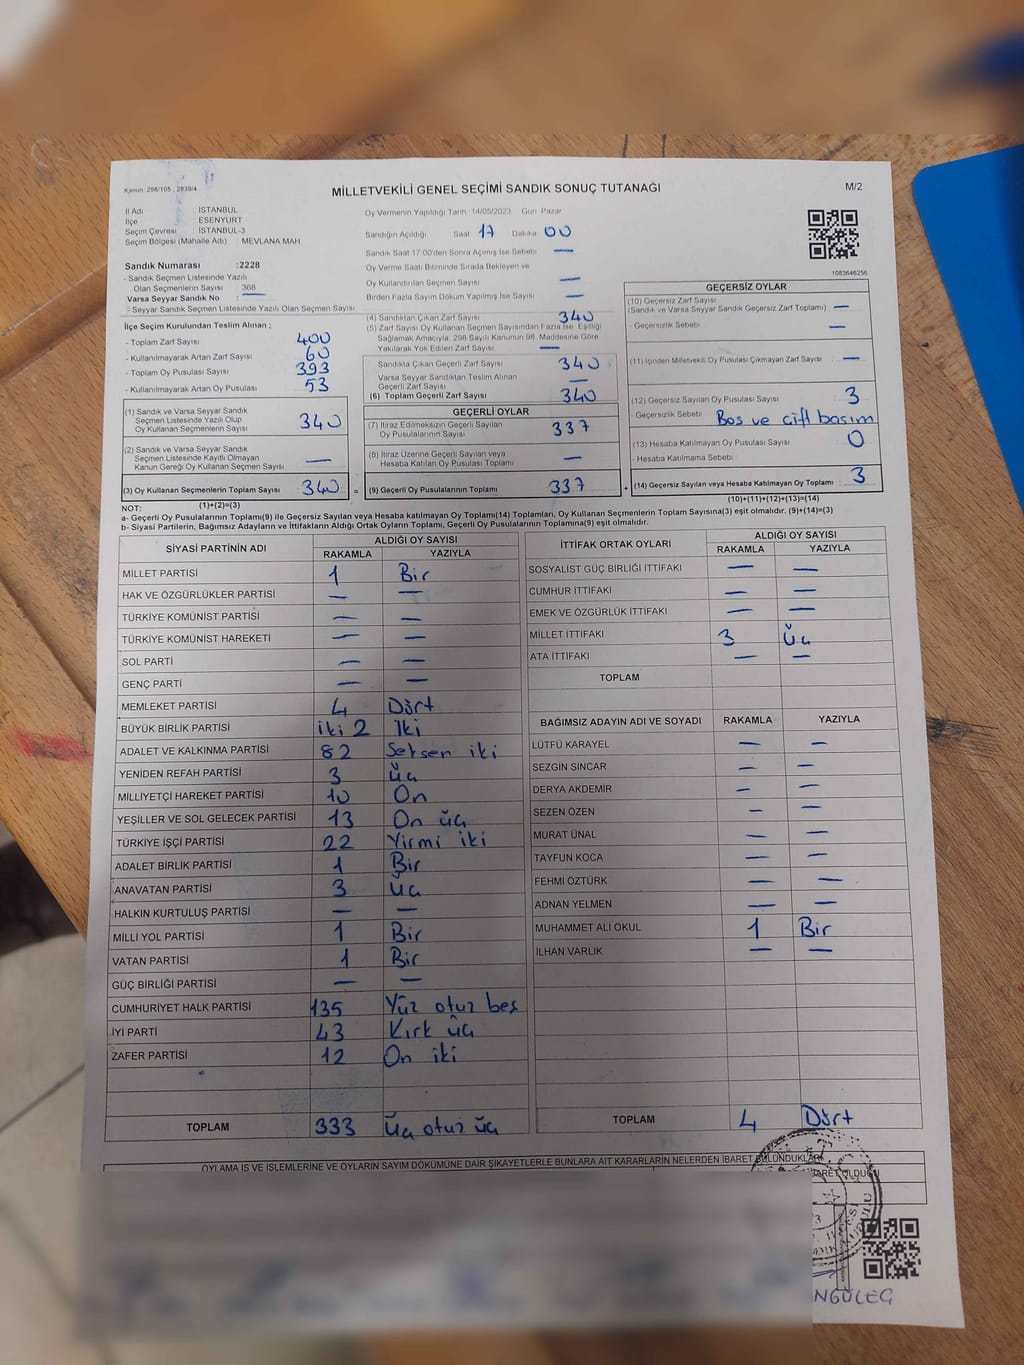 Kanun: 298/105 , 2839/4
MİLLETVEKİLİ GENEL SEÇİMİ SANDIK SONUÇ TUTANAĞI
M/2
İl Adı İSTANBUL
İlçe ESENYURT
Seçim Çevresi İSTANBUL-3
Seçim Bölgesi (Mahalle Adı) MEVLANA MAH
Sandık Numarası :2228
- Sandık Seçmen Listesinde Yazılı
Olan Seçmenlerin Sayısı 368
Varsa Seyyar Sandık No : —
- Seyyar Sandık Seçmen Listesinde Yazılı Olan Seçmen Sayısı
Oy Vermenin Yapıldığı Tarih 14/05/2023 Gün Pazar
Sandığın Açıldığı Saat 17 Dakika 00
Sandık Saat 17.00'den Sonra Açılmış İse Sebebi —
Oy Verme Saati Bitiminde Sırada Bekleyen ve
Oy Kullandırılan Seçmen Sayısı —
Birden Fazla Sayım Döküm Yapılmış İse Sayısı —
1083646256
İlçe Seçim Kurulundan Teslim Alınan ;
- Toplam Zarf Sayısı 400
- Kullanılmayarak Artan Zarf Sayısı 60
- Toplam Oy Pusulası Sayısı 393
- Kullanılmayarak Artan Oy Pusulası 53
(1) Sandık ve Varsa Seyyar Sandık
Seçmen Listesinde Yazılı Olup
Oy Kullanan Seçmenlerin Sayısı 340
(2) Sandık ve Varsa Seyyar Sandık
Seçmen Listesinde Kayıtlı Olmayan
Kanun Gereği Oy Kullanan Seçmen Sayısı —
(3) Oy Kullanan Seçmenlerin Toplam Sayısı 340 =
(1)+(2)=(3)
(4) Sandıktan Çıkan Zarf Sayısı 340
(5) Zarf Sayısı Oy Kullanan Seçmen Sayısından Fazla İse, Eşitliği
Sağlamak Amacıyla, 298 Sayılı Kanunun 98. Maddesine Göre
Yakılarak Yok Edilen Zarf Sayısı —
Sandıkta Çıkan Geçerli Zarf Sayısı 340
Varsa Seyyar Sandıktan Teslim Alınan
Geçerli Zarf Sayısı —
(6) Toplam Geçerli Zarf Sayısı 340
GEÇERLİ OYLAR
(7) İtiraz Edilmeksizin Geçerli Sayılan
Oy Pusulalarının Sayısı 337
(8) İtiraz Üzerine Geçerli Sayılan veya
Hesaba Katılan Oy Pusulası Toplamı —
(9) Geçerli Oy Pusulalarının Toplamı 337 +
GEÇERSİZ OYLAR
(10) Geçersiz Zarf Sayısı
(Sandık ve Varsa Seyyar Sandık Geçersiz Zarf Toplamı) —
- Geçersizlik Sebebi : —
(11) İçinden Milletvekili Oy Pusulası Çıkmayan Zarf Sayısı —
(12) Geçersiz Sayılan Oy Pusulası Sayısı 3
- Geçersizlik Sebebi : Boş ve çift basım
(13) Hesaba Katılmayan Oy Pusulası Sayısı 0
- Hesaba Katılmama Sebebi :
(14) Geçersiz Sayılan veya Hesaba Katılmayan Oy Toplamı 3
(10)+(11)+(12)+(13)=(14)
NOT:
a- Geçerli Oy Pusulalarının Toplamı(9) ile Geçersiz Sayılan veya Hesaba Katılmayan Oy Toplamı(14) Toplamları, Oy Kullanan Seçmenlerin Toplam Sayısına(3) eşit olmalıdır. (9)+(14)=(3)
b- Siyasi Partilerin, Bağımsız Adayların ve İttifakların Aldığı Ortak Oyların Toplamı, Geçerli Oy Pusulalarının Toplamına(9) eşit olmalıdır.
SİYASİ PARTİNİN ADI ALDIĞI OY SAYISI
RAKAMLA YAZIYLA
MİLLET PARTİSİ 1 Bir
HAK VE ÖZGÜRLÜKLER PARTİSİ — —
TÜRKİYE KOMÜNİST PARTİSİ — —
TÜRKİYE KOMÜNİST HAREKETİ — —
SOL PARTİ — —
GENÇ PARTİ — —
MEMLEKET PARTİSİ 4 Dört
BÜYÜK BİRLİK PARTİSİ iki 2 İki
ADALET VE KALKINMA PARTİSİ 82 Seksen iki
YENİDEN REFAH PARTİSİ 3 Üç
MİLLİYETÇİ HAREKET PARTİSİ 10 On
YEŞİLLER VE SOL GELECEK PARTİSİ 13 On üç
TÜRKİYE İŞÇİ PARTİSİ 22 Yirmi iki
ADALET BİRLİK PARTİSİ 1 Bir
ANAVATAN PARTİSİ 3 Üç
HALKIN KURTULUŞ PARTİSİ — —
MİLLİ YOL PARTİSİ 1 Bir
VATAN PARTİSİ 1 Bir
GÜÇ BİRLİĞİ PARTİSİ — —
CUMHURİYET HALK PARTİSİ 135 Yüz otuz beş
İYİ PARTİ 43 Kırk üç
ZAFER PARTİSİ 12 On iki
TOPLAM 333 Üç otuz üç
İTTİFAK ORTAK OYLARI ALDIĞI OY SAYISI
RAKAMLA YAZIYLA
SOSYALİST GÜÇ BİRLİĞİ İTTİFAKI — —
CUMHUR İTTİFAKI — —
EMEK VE ÖZGÜRLÜK İTTİFAKI — —
MİLLET İTTİFAKI 3 Üç
ATA İTTİFAKI — —
TOPLAM
BAĞIMSIZ ADAYIN ADI VE SOYADI RAKAMLA YAZIYLA
LÜTFÜ KARAYEL — —
SEZGİN SİNCAR — —
DERYA AKDEMİR — —
SEZEN ÖZEN — —
MURAT ÜNAL — —
TAYFUN KOCA — —
FEHMİ ÖZTÜRK — —
ADNAN YELMEN — —
MUHAMMET ALİ OKUL 1 Bir
İLHAN VARLIK — —
TOPLAM 4 Dört
OYLAMA İŞ VE İŞLEMLERİNE VE OYLARIN SAYIM DÖKÜMÜNE DAİR ŞİKAYETLERLE BUNLARA AİT KARARLARIN NELERDEN İBARET BULUNDUKLARI